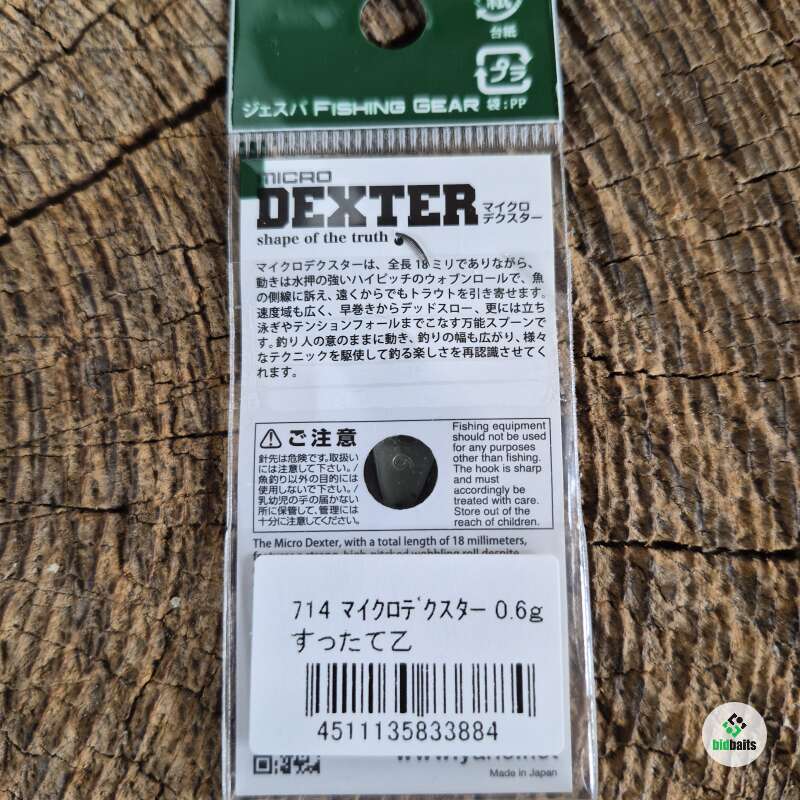 台紙
プラ
ジェスパ FISHING GEAR 袋:PP
MICRO
DEXTER マイクロ
デクスター
shape of the truth
マイクロデクスターは、全長18ミリでありながら、
動きは水押の強いハイピッチのウォブンロールで、魚
の側線に訴え、遠くからでもトラウトを引き寄せます。
速度域も広く、早巻きからデッドスロー、更には立ち
泳ぎやテンションフォールまでこなす万能スプーンで
す。釣り人の意のままに動き、釣りの幅も広がり、様々
なテクニックを駆使して釣る楽しさを再認識させてく
れます。
ご注意
針先は危険です。取扱い
には注意して下さい。/
魚釣り以外の目的には
使用しないで下さい。/
乳幼児の手の届かない
所に保管して、管理には
十分に注意してください。
Fishing equipment
should not be used
for any purposes
other than fishing.
The hook is sharp
and must
accordingly be
treated with care.
Store out of the
reach of children.
The Micro Dexter, with a total length of 18 millimeters,
714 マイクロデクスター 0.6g
すったて乙
4511135833884
Made in Japan
bidbaits